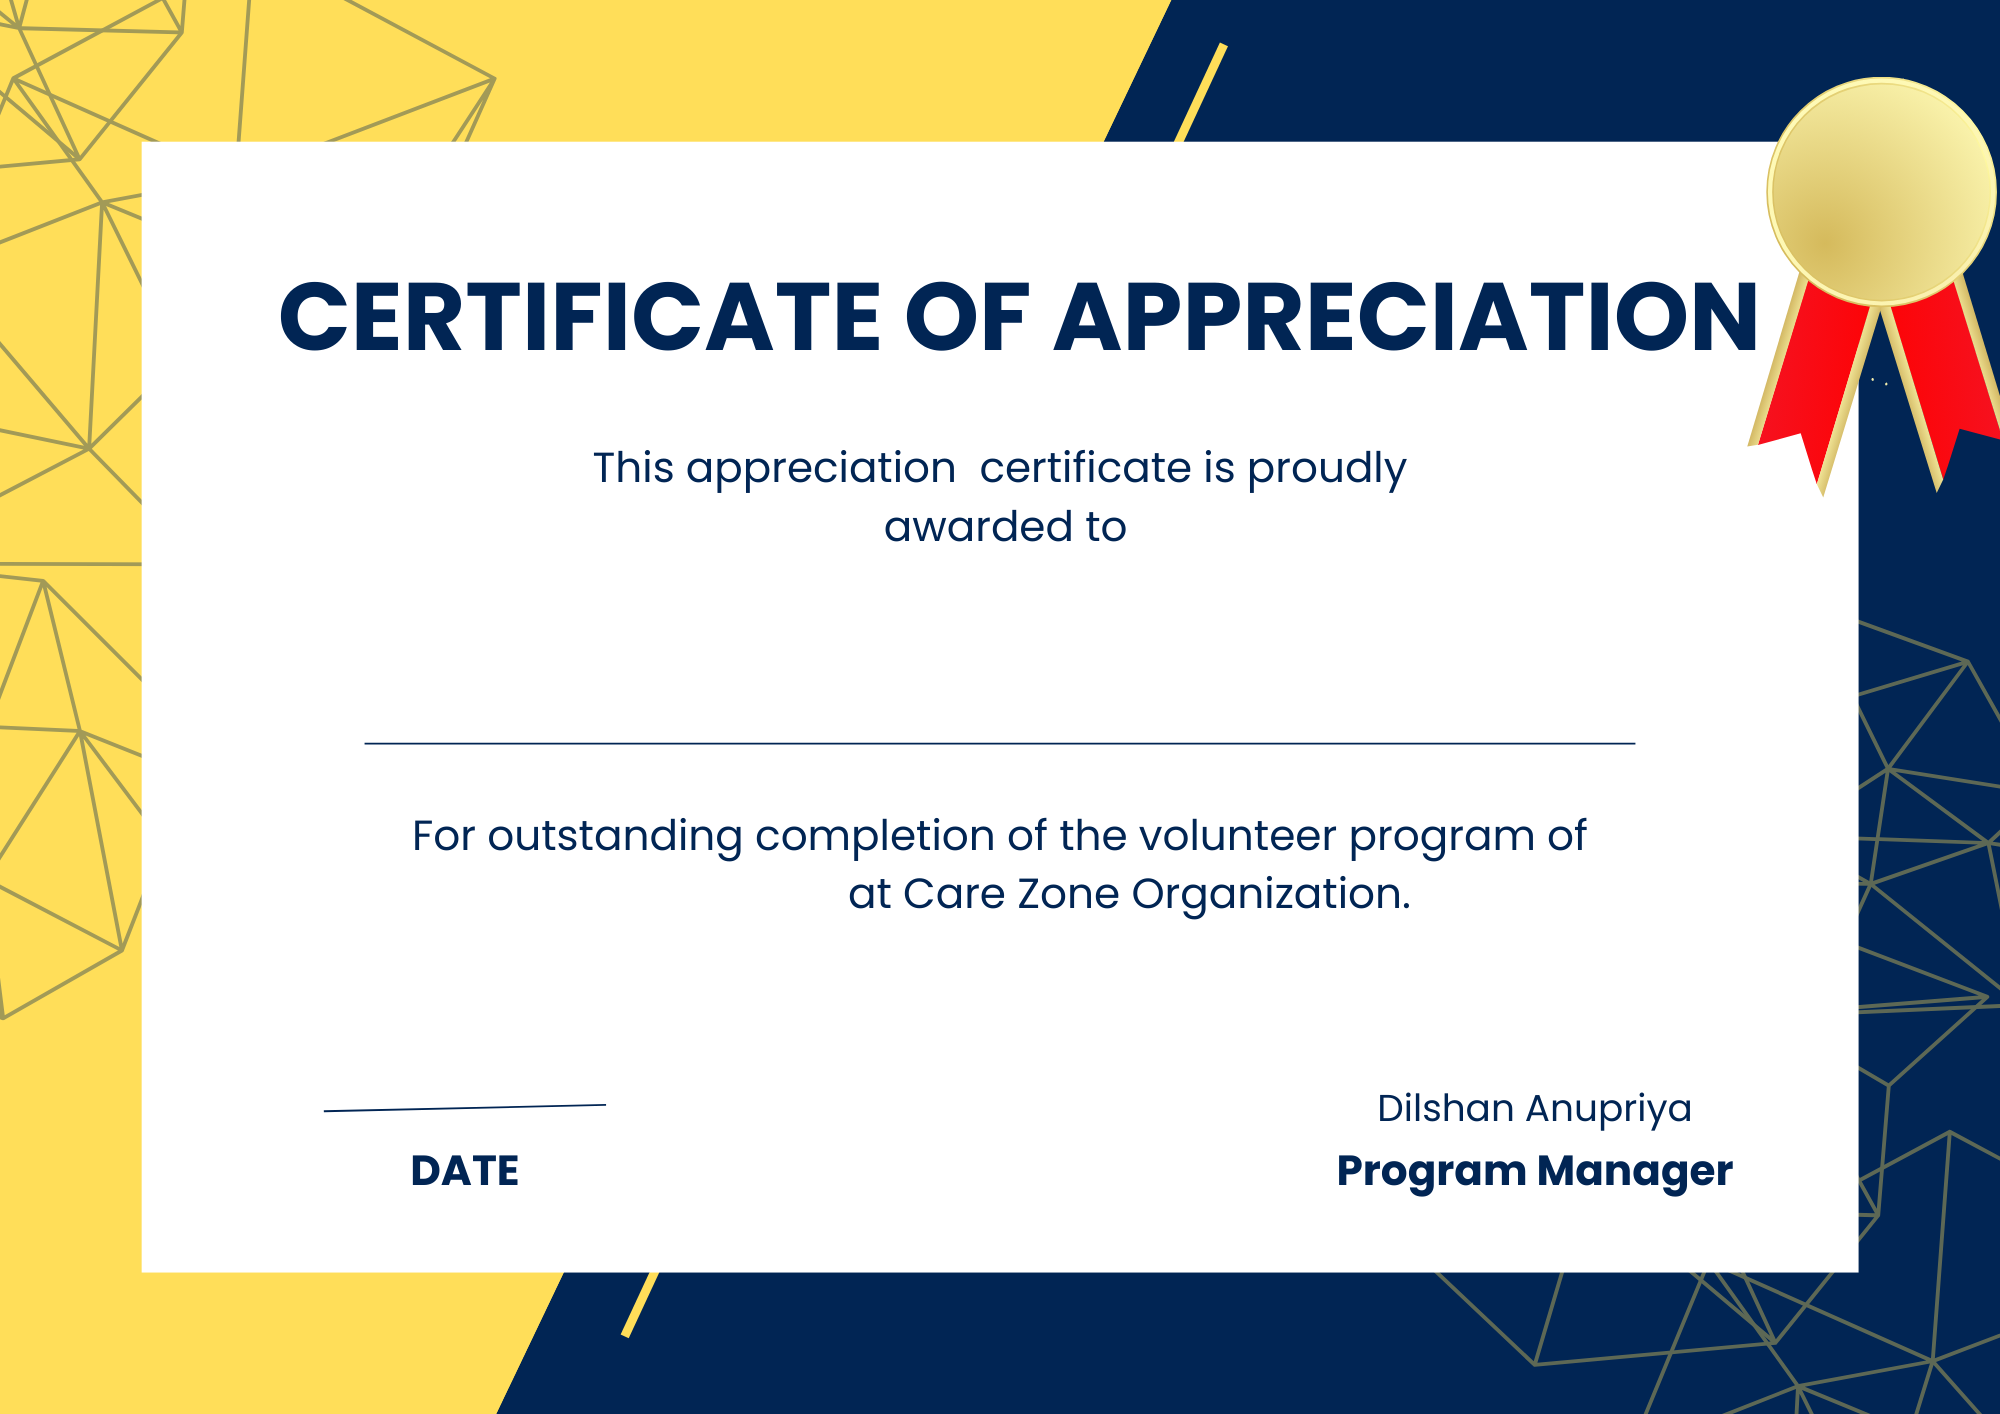 CERTIFICATE OF APPRECIATION
This appreciation  certificate is proudly
awarded to
For outstanding completion of the volunteer program of
at Care Zone Organization.
Dilshan Anupriya
DATE
Program Manager